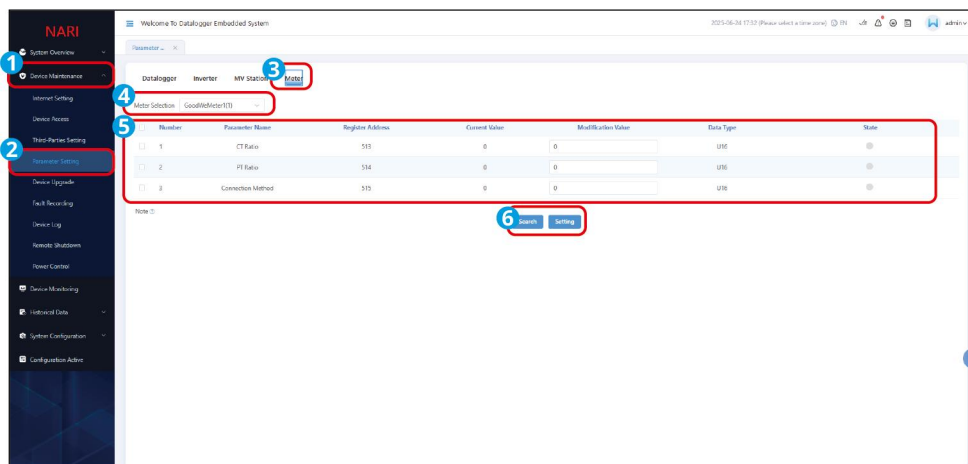 NARI
Welcome To Datalogger Embedded System
2025-06-24 17:52 (Please select a time zone) EN
admin
System Overview
Parameter ... ×
1
Device Maintenance
3
Datalogger Inverter MV Station Meter
4
Internet Setting
Meter Selection GoodWeMeter1(1)
Device Access
5
Number Parameter Name Register Address Current Value Modification Value Data Type State
Third-Parties Setting
1 CT Ratio 513 0 0 U16
2
Parameter Setting
2 PT Ratio 514 0 0 U16
Device Upgrade
3 Connection Method 515 0 0 U16
Fault Recording
Note
6
Search Setting
Device Log
Remote Shutdown
Power Control
Device Monitoring
Historical Data
System Configuration
Configuration Active